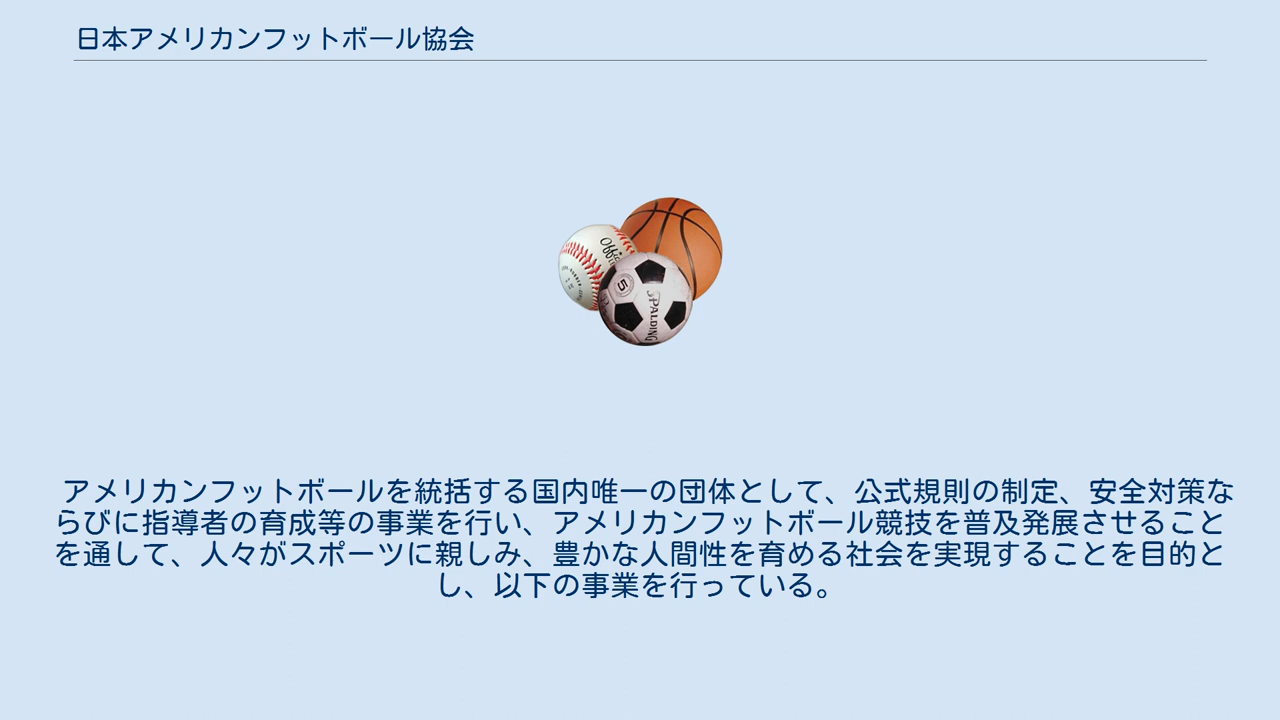 日本アメリカンフットボール協会
Offi
5
SPALDING
アメリカンフットボールを統括する国内唯一の団体として、公式規則の制定、安全対策な
らびに指導者の育成等の事業を行い、アメリカンフットボール競技を普及発展させること
を通して、人々がスポーツに親しみ、豊かな人間性を育める社会を実現することを目的と
し、以下の事業を行っている。